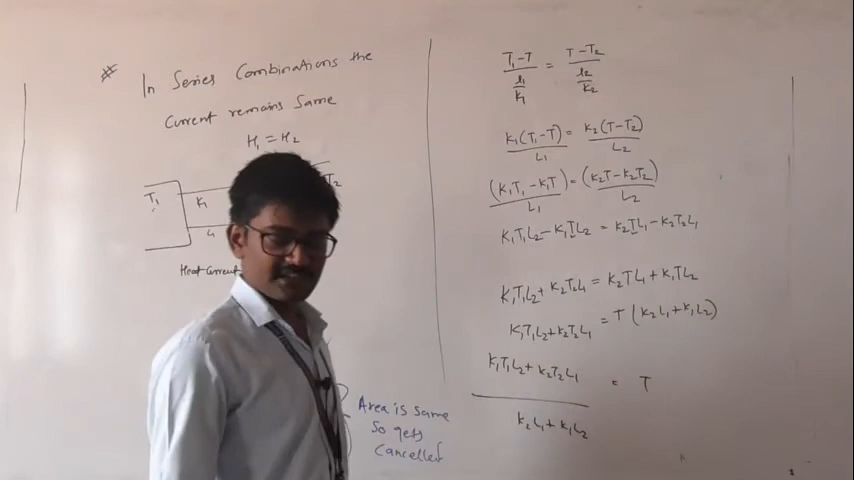 In Series Combinations the
Current remains Same
H₁ = H₂
T₁
K₁
T₂
L₁
Heat Current
Area is same
So gets
Cancelled
(T₁-T)/(l₁/K₁) = (T-T₂)/(l₂/K₂)
K₁(T₁-T)/L₁ = K₂(T-T₂)/L₂
(K₁T₁-K₁T)/L₁ = (K₂T-K₂T₂)/L₂
K₁T₁L₂-K₁TL₂ = K₂TL₁-K₂T₂L₁
K₁T₁L₂+K₂T₂L₁ = K₂TL₁+K₁TL₂
K₁T₁L₂+K₂T₂L₁ = T(K₂L₁+K₁L₂)
(K₁T₁L₂+K₂T₂L₁)/(K₂L₁+K₁L₂) = T